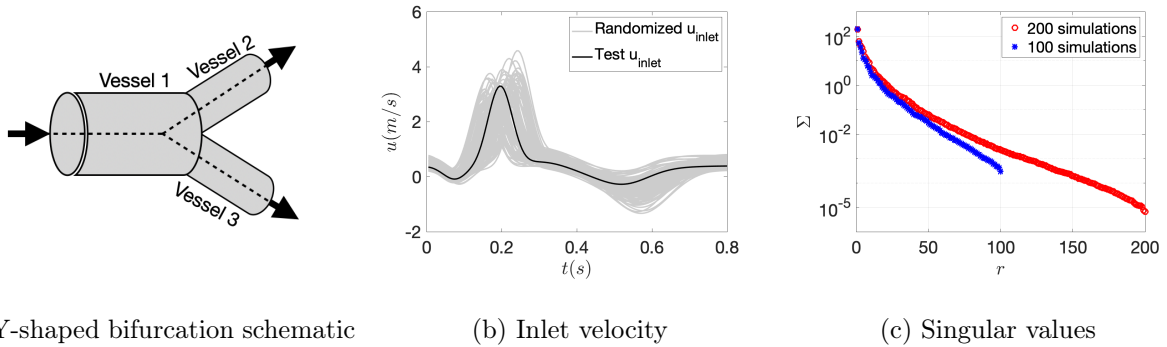 Vessel 1
Vessel 2
Vessel 3
Y-shaped bifurcation schematic
6
4
2
0
-2
u(m/s)
Randomized u_inlet
Test u_inlet
0
0.2
0.4
0.6
0.8
t(s)
(b) Inlet velocity
10^2
10^0
10^-2
10^-5
Σ
200 simulations
100 simulations
0
50
100
150
200
r
(c) Singular values